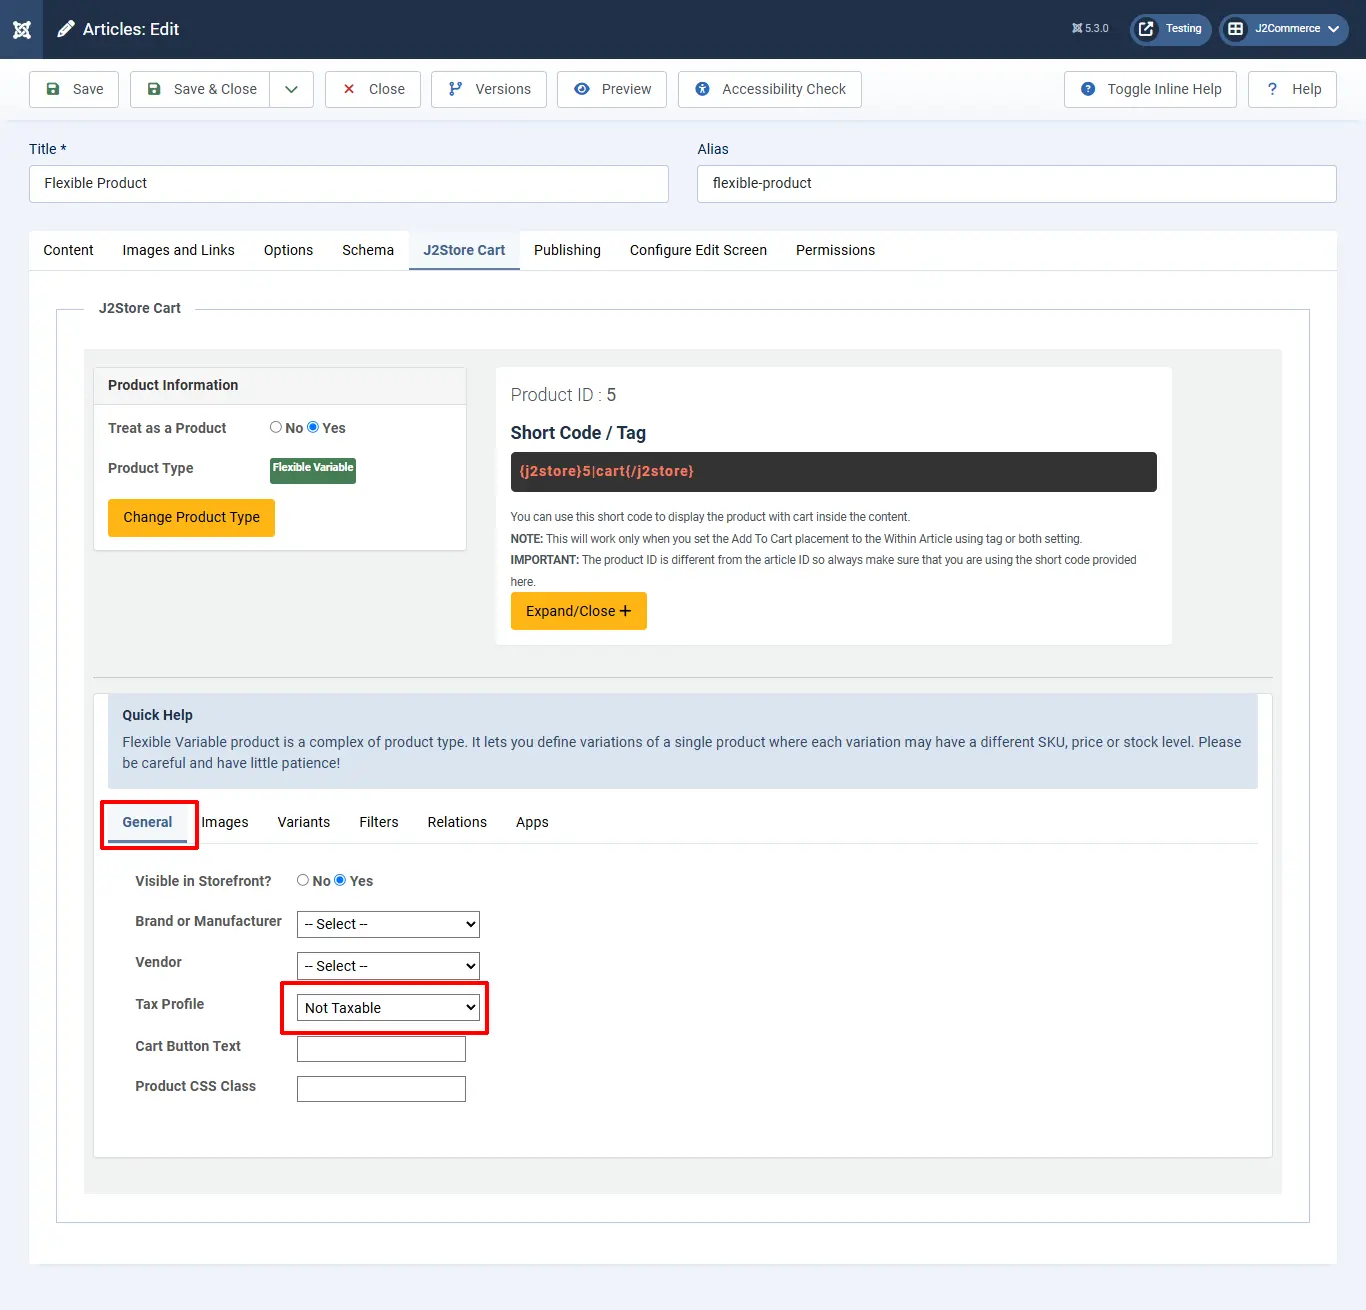 Articles: Edit
5.3.0
Testing
J2Commerce
Save
Save & Close
Close
Versions
Preview
Accessibility Check
Toggle Inline Help
? Help
Title *
Alias
Flexible Product
flexible-product
Content
Images and Links
Options
Schema
J2Store Cart
Publishing
Configure Edit Screen
Permissions
J2Store Cart
Product Information
Treat as a Product
No
Yes
Product Type
Flexible Variable
Change Product Type
Product ID : 5
Short Code / Tag
{j2store}5|cart{/j2store}
You can use this short code to display the product with cart inside the content.
NOTE: This will work only when you set the Add To Cart placement to the Within Article using tag or both setting.
IMPORTANT: The product ID is different from the article ID so always make sure that you are using the short code provided
here.
Expand/Close +
Quick Help
Flexible Variable product is a complex of product type. It lets you define variations of a single product where each variation may have a different SKU, price or stock level. Please
be careful and have little patience!
General
Images
Variants
Filters
Relations
Apps
Visible in Storefront?
No
Yes
Brand or Manufacturer
-- Select --
Vendor
-- Select --
Tax Profile
Not Taxable
Cart Button Text
Product CSS Class